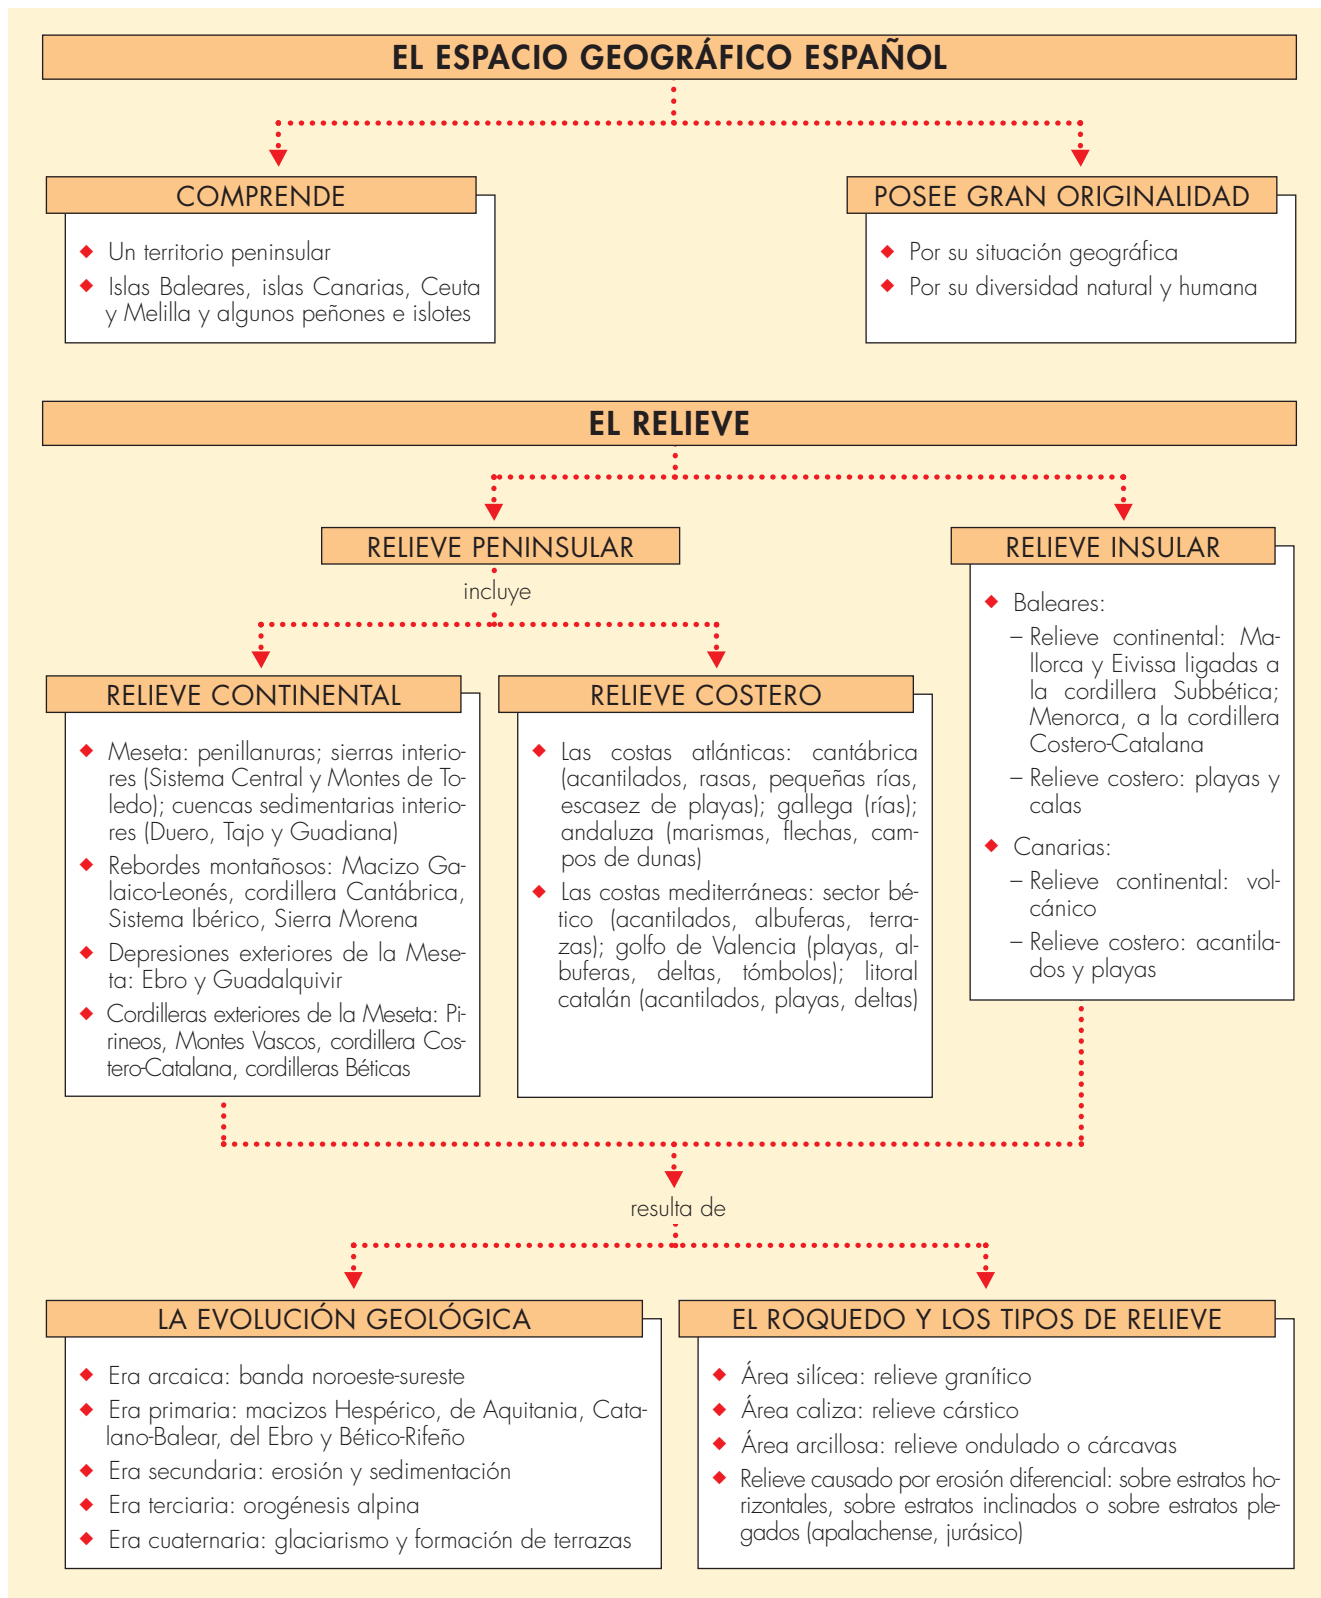 EL ESPACIO GEOGRÁFICO ESPAÑOL
COMPRENDE
Un territorio peninsular
Islas Baleares, islas Canarias, Ceuta
y Melilla y algunos peñones e islotes
POSEE GRAN ORIGINALIDAD
Por su situación geográfica
Por su diversidad natural y humana
EL RELIEVE
RELIEVE PENINSULAR
incluye
RELIEVE CONTINENTAL
Meseta: penillanuras; sierras interio-
res (Sistema Central y Montes de To-
ledo); cuencas sedimentarias interio-
res (Duero, Tajo y Guadiana)
Rebordes montañosos: Macizo Ga-
laico-Leonés, cordillera Cantábrica,
Sistema Ibérico, Sierra Morena
Depresiones exteriores de la Mese-
ta: Ebro y Guadalquivir
Cordilleras exteriores de la Meseta: Pi-
rineos, Montes Vascos, cordillera Cos-
tero-Catalana, cordilleras Béticas
RELIEVE COSTERO
Las costas atlánticas: cantábrica
(acantilados, rasas, pequeñas rías,
escasez de playas); gallega (rías);
andaluza (marismas, flechas, cam-
pos de dunas)
Las costas mediterráneas: sector bé-
tico (acantilados, albuferas, terra-
zas); golfo de Valencia (playas, al-
buferas, deltas, tómbolos); litoral
catalán (acantilados, playas, deltas)
RELIEVE INSULAR
Baleares:
– Relieve continental: Ma-
llorca y Eivissa ligadas a
la cordillera Subbética;
Menorca, a la cordillera
Costero-Catalana
– Relieve costero: playas y
calas
Canarias:
– Relieve continental: vol-
cánico
– Relieve costero: acantila-
dos y playas
resulta de
LA EVOLUCIÓN GEOLÓGICA
Era arcaica: banda noroeste-sureste
Era primaria: macizos Hespérico, de Aquitania, Cata-
lano-Balear, del Ebro y Bético-Rifeño
Era secundaria: erosión y sedimentación
Era terciaria: orogénesis alpina
Era cuaternaria: glaciarismo y formación de terrazas
EL ROQUEDO Y LOS TIPOS DE RELIEVE
Área silícea: relieve granítico
Área caliza: relieve cárstico
Área arcillosa: relieve ondulado o cárcavas
Relieve causado por erosión diferencial: sobre estratos ho-
rizontales, sobre estratos inclinados o sobre estratos ple-
gados (apalachense, jurásico)